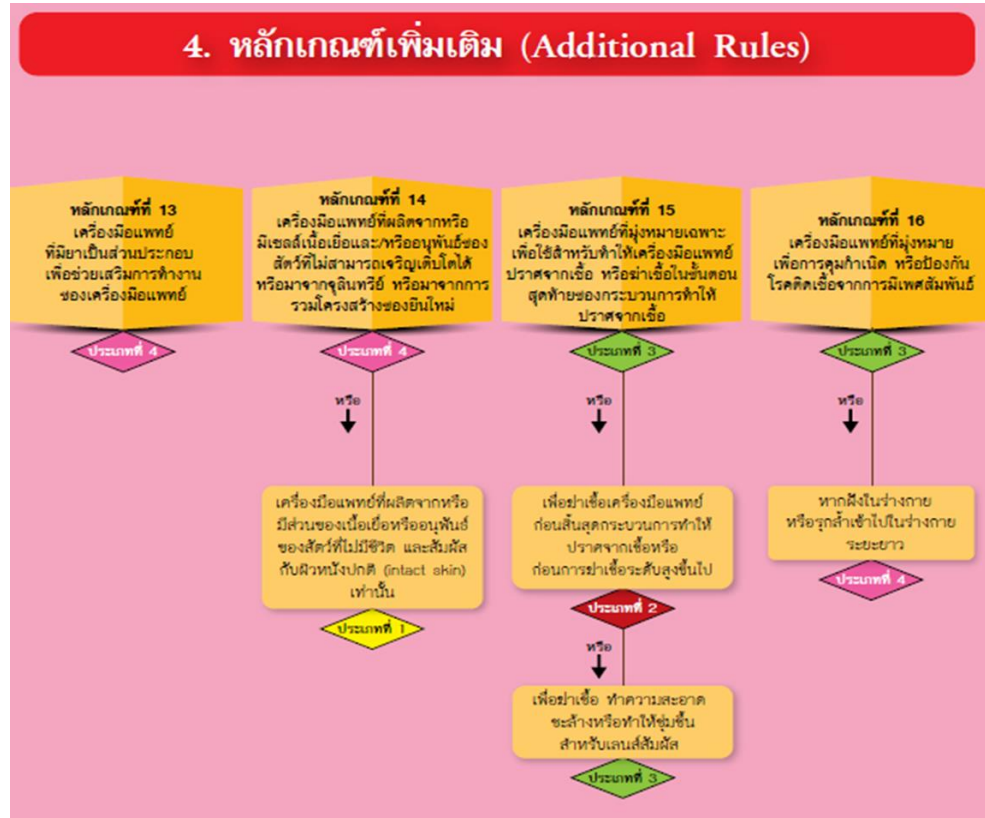 4. หลักเกณฑ์เพิ่มเติม (Additional Rules)
หลักเกณฑ์ที่ 13
เครื่องมือแพทย์
ที่มียาเป็นส่วนประกอบ
เพื่อช่วยเสริมการทำงาน
ของเครื่องมือแพทย์
ประเภทที่ 4
หลักเกณฑ์ที่ 14
เครื่องมือแพทย์ที่ผลิตจากหรือ
มีเซลล์เนื้อเยื่อและ/หรืออนุพันธ์ของ
สัตว์ที่ไม่สามารถเจริญเติบโตได้
หรือมาจากจุลินทรีย์ หรือมาจากการ
รวมโครงสร้างของยีนใหม่
ประเภทที่ 4
หรือ
เครื่องมือแพทย์ที่ผลิตจากหรือ
มีส่วนของเนื้อเยื่อหรืออนุพันธ์
ของสัตว์ที่ไม่มีชีวิต และสัมผัส
กับผิวหนังปกติ (intact skin)
เท่านั้น
ประเภทที่ 1
หลักเกณฑ์ที่ 15
เครื่องมือแพทย์ที่มุ่งหมายเฉพาะ
เพื่อใช้สำหรับทำให้เครื่องมือแพทย์
ปราศจากเชื้อ หรือฆ่าเชื้อในขั้นตอน
สุดท้ายของกระบวนการทำให้
ปราศจากเชื้อ
ประเภทที่ 3
หรือ
เพื่อฆ่าเชื้อเครื่องมือแพทย์
ก่อนสิ้นสุดกระบวนการทำให้
ปราศจากเชื้อหรือ
ก่อนการฆ่าเชื้อระดับสูงขึ้นไป
ประเภทที่ 2
หรือ
เพื่อฆ่าเชื้อ ทำความสะอาด
ชะล้างหรือทำให้ชุ่มชื้น
สำหรับเลนส์สัมผัส
ประเภทที่ 3
หลักเกณฑ์ที่ 16
เครื่องมือแพทย์ที่มุ่งหมาย
เพื่อการคุมกำเนิด หรือป้องกัน
โรคติดเชื้อจากการมีเพศสัมพันธ์
ประเภทที่ 3
หรือ
หากฝังในร่างกาย
หรือรุกล้ำเข้าไปในร่างกาย
ระยะยาว
ประเภทที่ 4